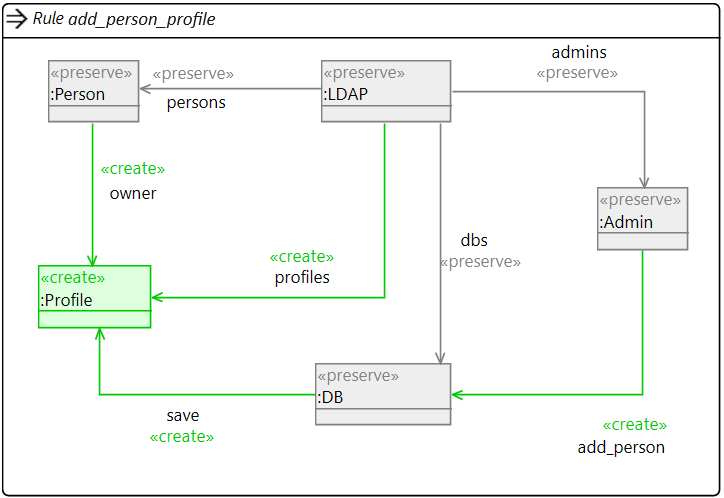 Rule add_person_profile
«preserve»
:Person
«preserve»
persons
«preserve»
:LDAP
admins
«preserve»
«create»
owner
«preserve»
:Admin
«create»
profiles
dbs
«preserve»
«create»
:Profile
«preserve»
:DB
save
«create»
«create»
add_person